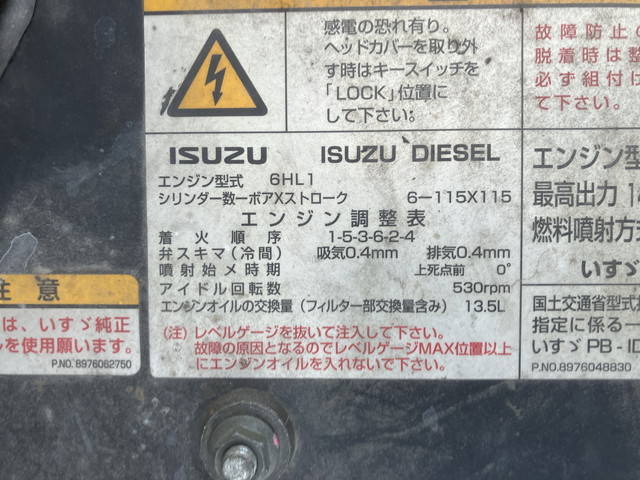 感電の恐れ有り。
ヘッドカバーを取り外
す時はキースイッチを
「LOCK」位置に
して下さい。
故障防止の
脱着時は整
必ず組付け
て下さい。
ISUZU ISUZU DIESEL
エンジン型式 6HL1
シリンダー数ーボアXストローク 6－115X115
エンジン調整表
着火順序 1-5-3-6-2-4
弁スキマ(冷間) 吸気0.4mm 排気0.4mm
噴射始メ時期 上死点前 0°
アイドル回転数 530rpm
エンジンオイルの交換量(フィルター部交換量含み) 13.5L
(注)レベルゲージを抜いて注入して下さい。
故障の原因となるのでレベルゲージMAX位置以上
にエンジンオイルを入れないで下さい。
エンジン型
最高出力
燃料噴射方式
いすゞ
国土交通省型式
指定に係る一
いすゞPB-ID
P.NO.8976048830
注意
は、いすゞ純正
を使用願います。
P.NO.8976062750